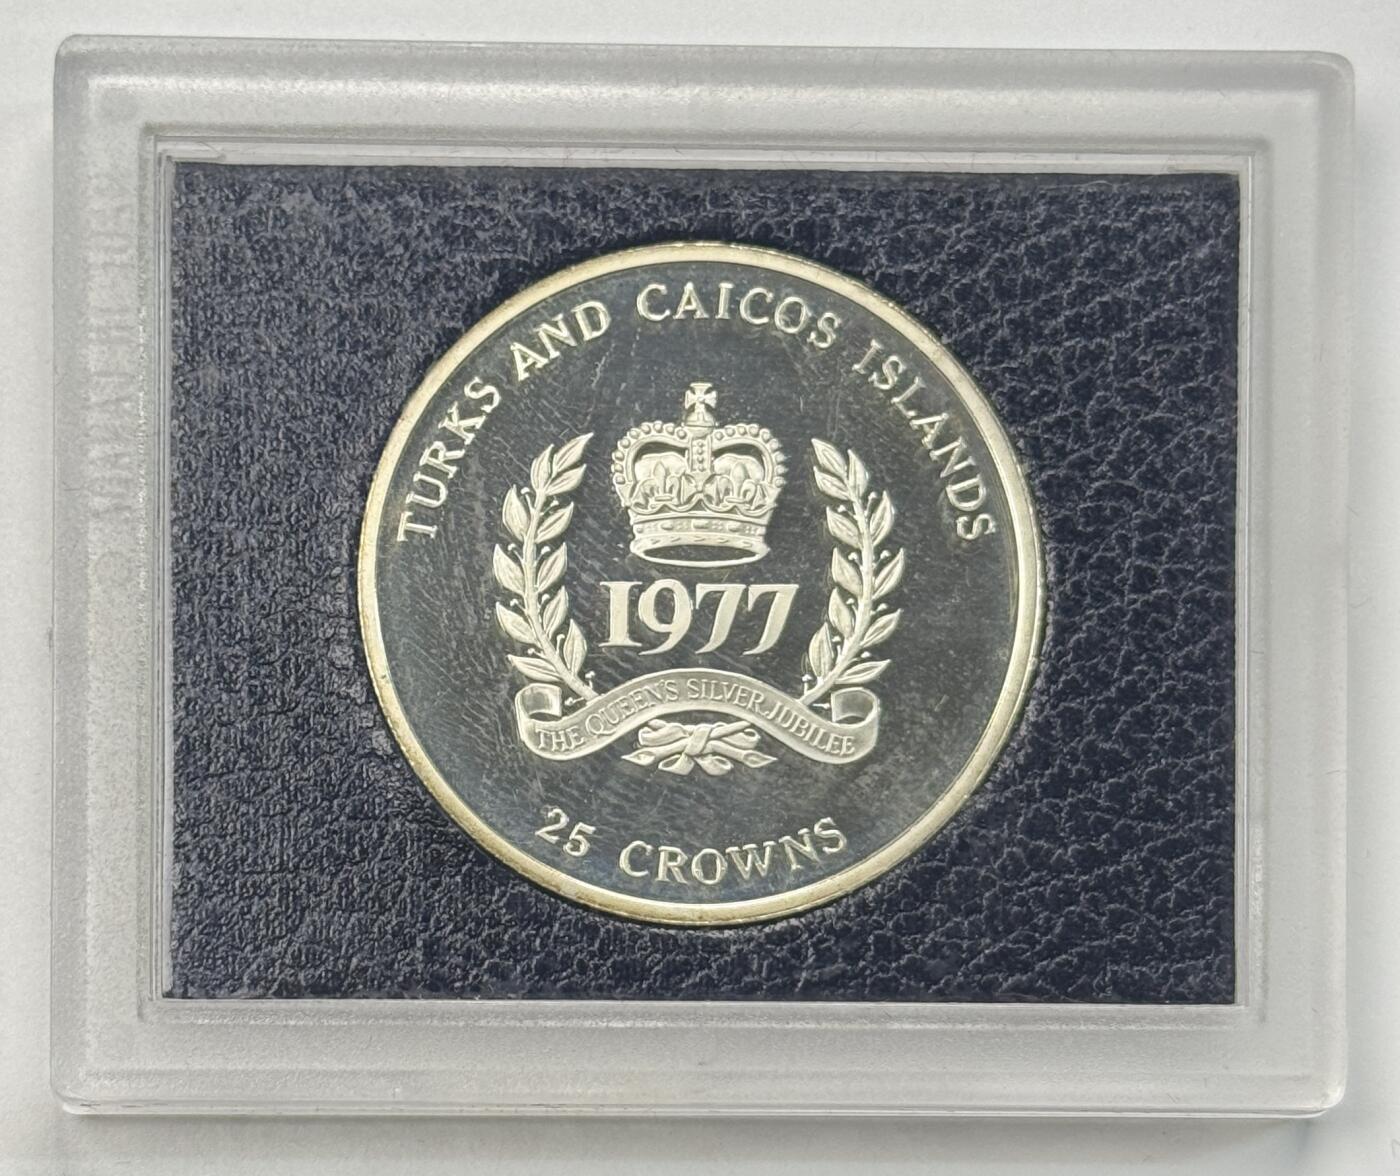 TURKS AND CAICOS ISLANDS
1977
THE QUEEN'S SILVER JUBILEE
25 CROWNS